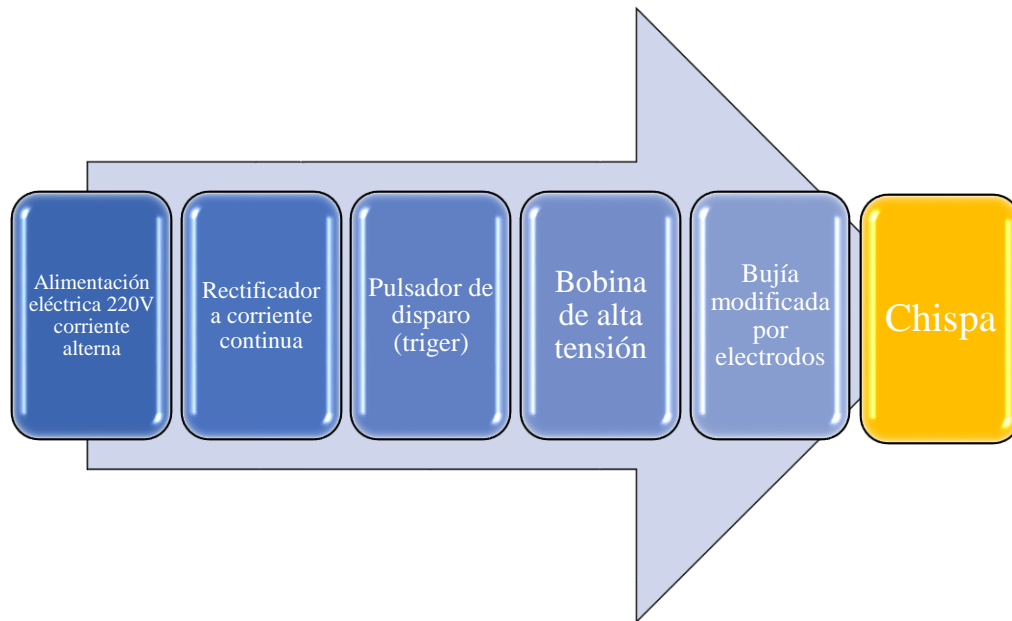 Alimentación
eléctrica 220V
corriente
alterna
Rectificador
a corriente
continua
Pulsador de
disparo
(triger)
Bobina
de alta
tensión
Bujía
modificada
por
electrodos
Chispa